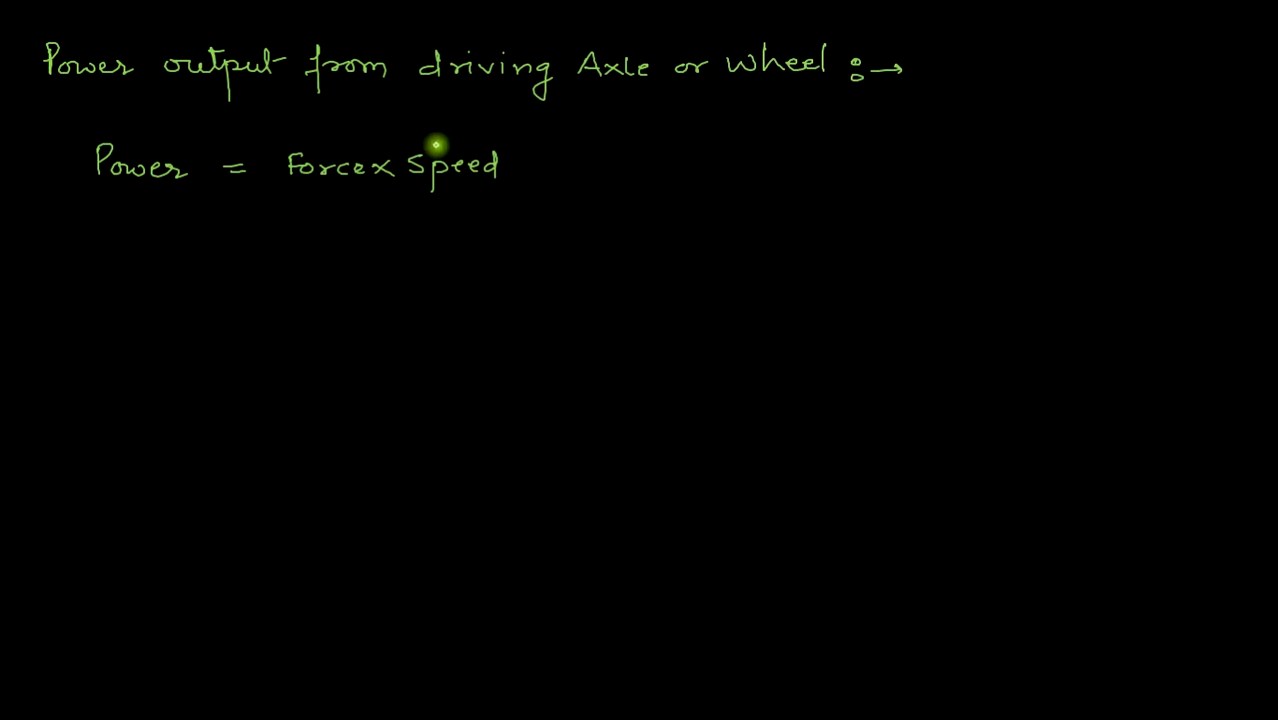 Power output from driving Axle or wheel :→
Power = Force x Speed